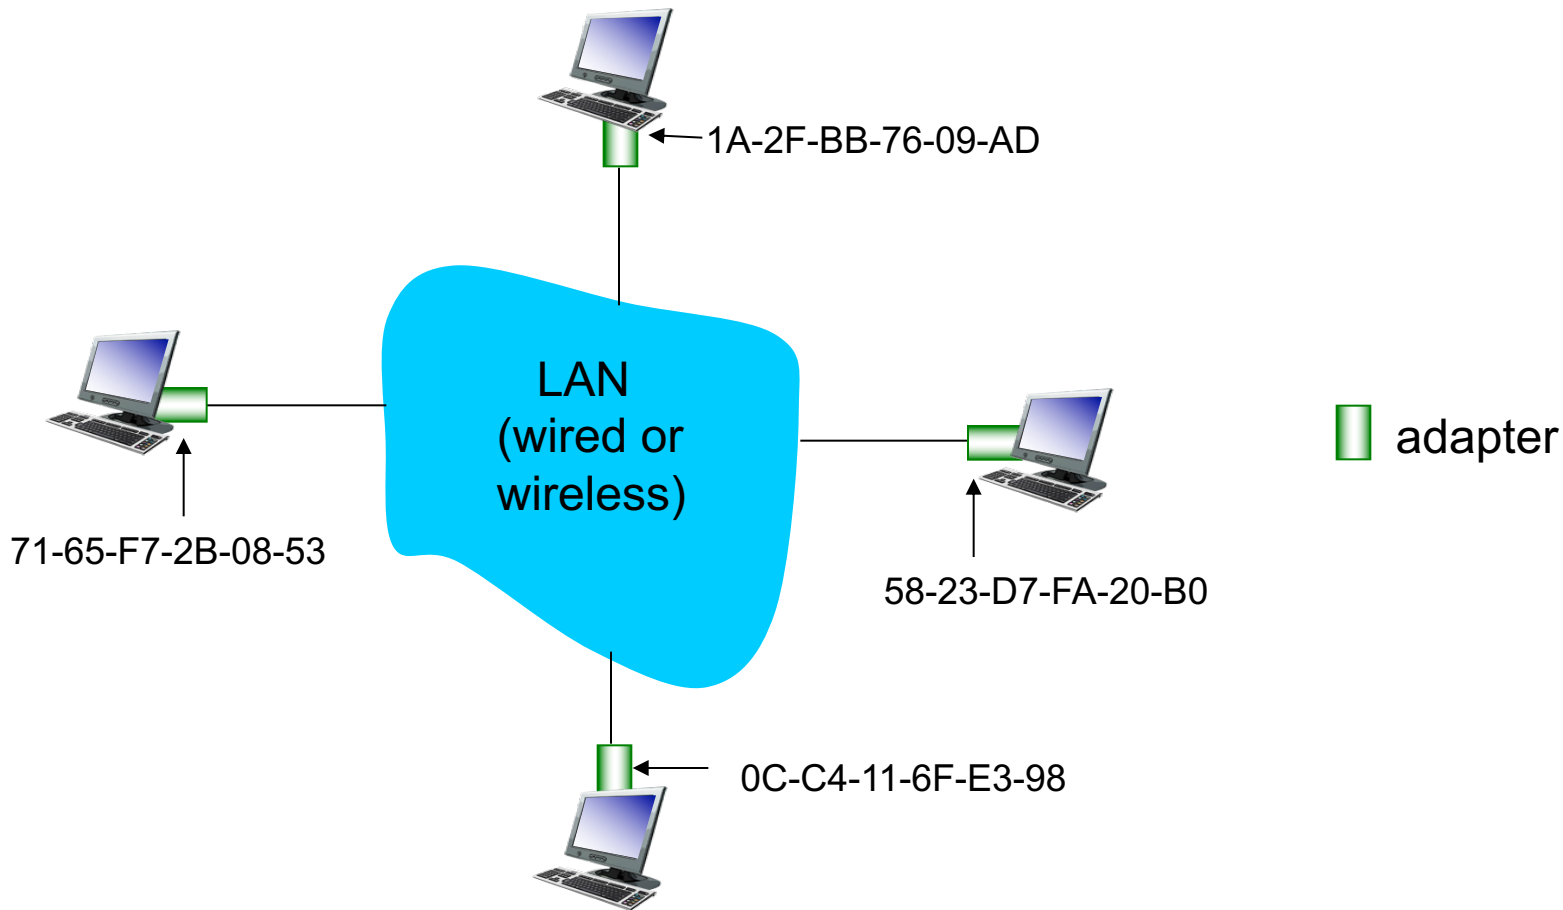 1A-2F-BB-76-09-AD
LAN
(wired or
wireless)
adapter
71-65-F7-2B-08-53
58-23-D7-FA-20-B0
0C-C4-11-6F-E3-98